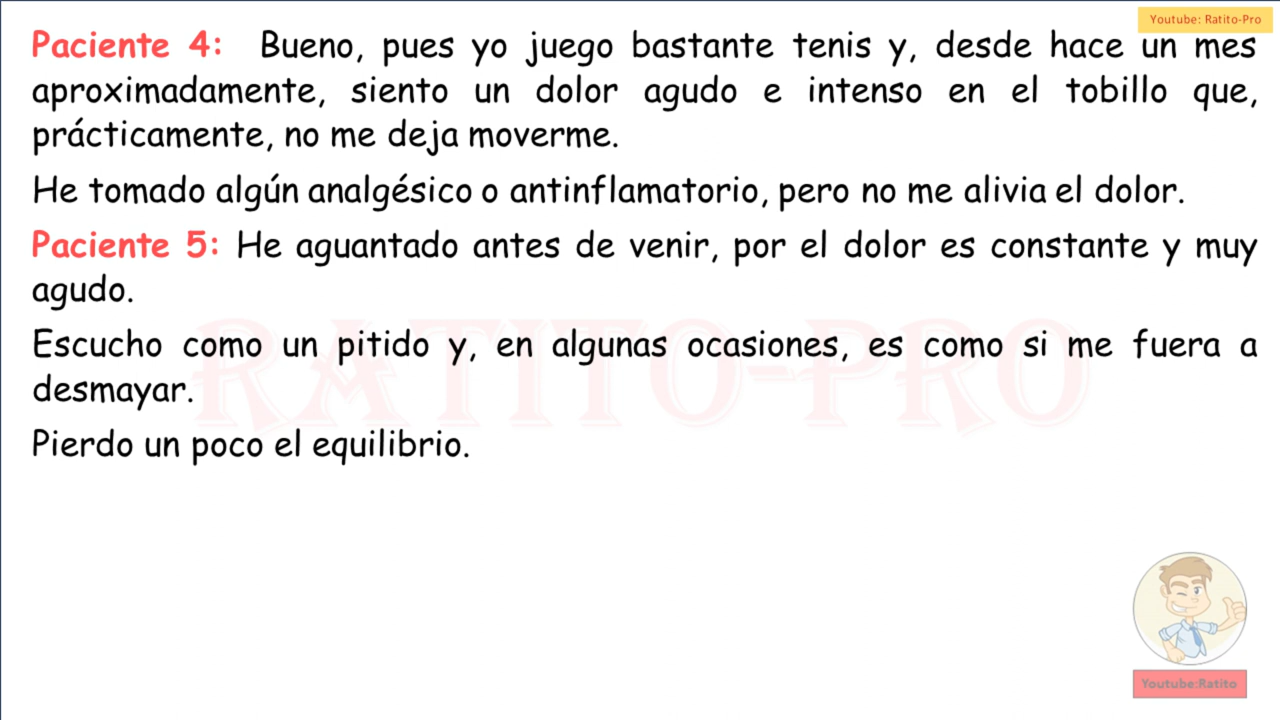 Youtube: Ratito-Pro
Paciente 4: Bueno, pues yo juego bastante tenis y, desde hace un mes
aproximadamente, siento un dolor agudo e intenso en el tobillo que,
prácticamente, no me deja moverme.
He tomado algún analgésico o antinflamatorio, pero no me alivia el dolor.
Paciente 5: He aguantado antes de venir, por el dolor es constante y muy
agudo.
Escucho como un pitido y, en algunas ocasiones, es como si me fuera a
desmayar.
RATITO-PRO
Pierdo un poco el equilibrio.
Youtube:Ratito